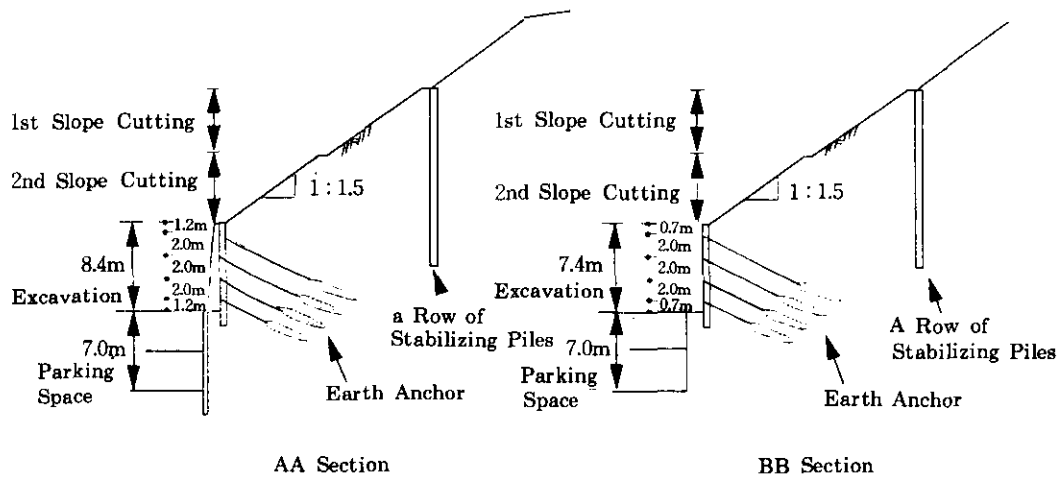 1st Slope Cutting
2nd Slope Cutting
1 : 1.5
1.2m
2.0m
8.4m
2.0m
Excavation
2.0m
1.2m
a Row of
Stabilizing Piles
7.0m
Parking
Space
Earth Anchor
AA Section
1st Slope Cutting
2nd Slope Cutting
1 : 1.5
0.7m
2.0m
7.4m
2.0m
Excavation
2.0m
0.7m
A Row of
Stabilizing Piles
7.0m
Parking
Space
Earth Anchor
BB Section